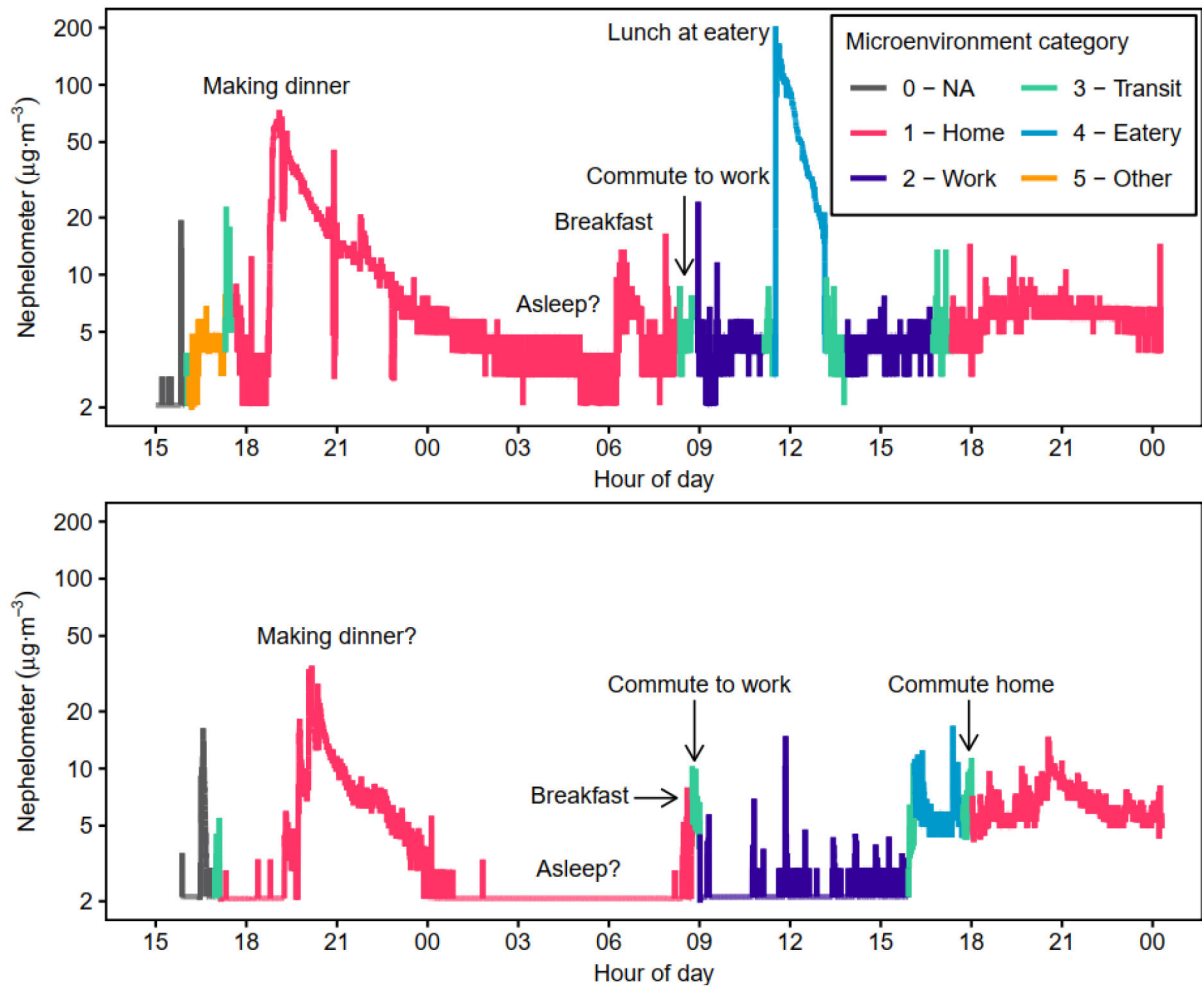 Nephelometer (μg·m⁻³)
200
100
50
20
10
5
2
Making dinner
Asleep?
Breakfast
Commute to work
Lunch at eatery
Microenvironment category
0 − NA
1 − Home
2 − Work
3 − Transit
4 − Eatery
5 − Other
15 18 21 00 03 06 09 12 15 18 21 00
Hour of day
Nephelometer (μg·m⁻³)
200
100
50
20
10
5
2
Making dinner?
Asleep?
Breakfast
Commute to work
Commute home
15 18 21 00 03 06 09 12 15 18 21 00
Hour of day